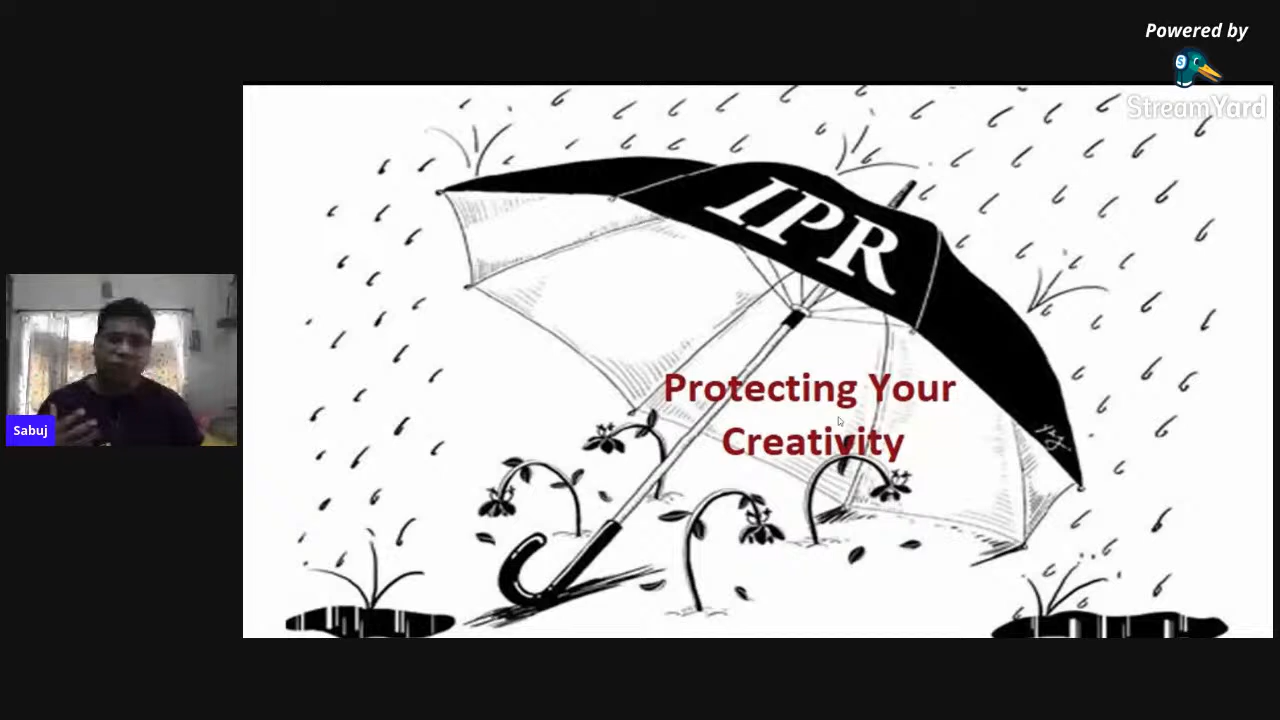 Powered by
StreamYard
IPR
Protecting Your
Creativity
Sabuj